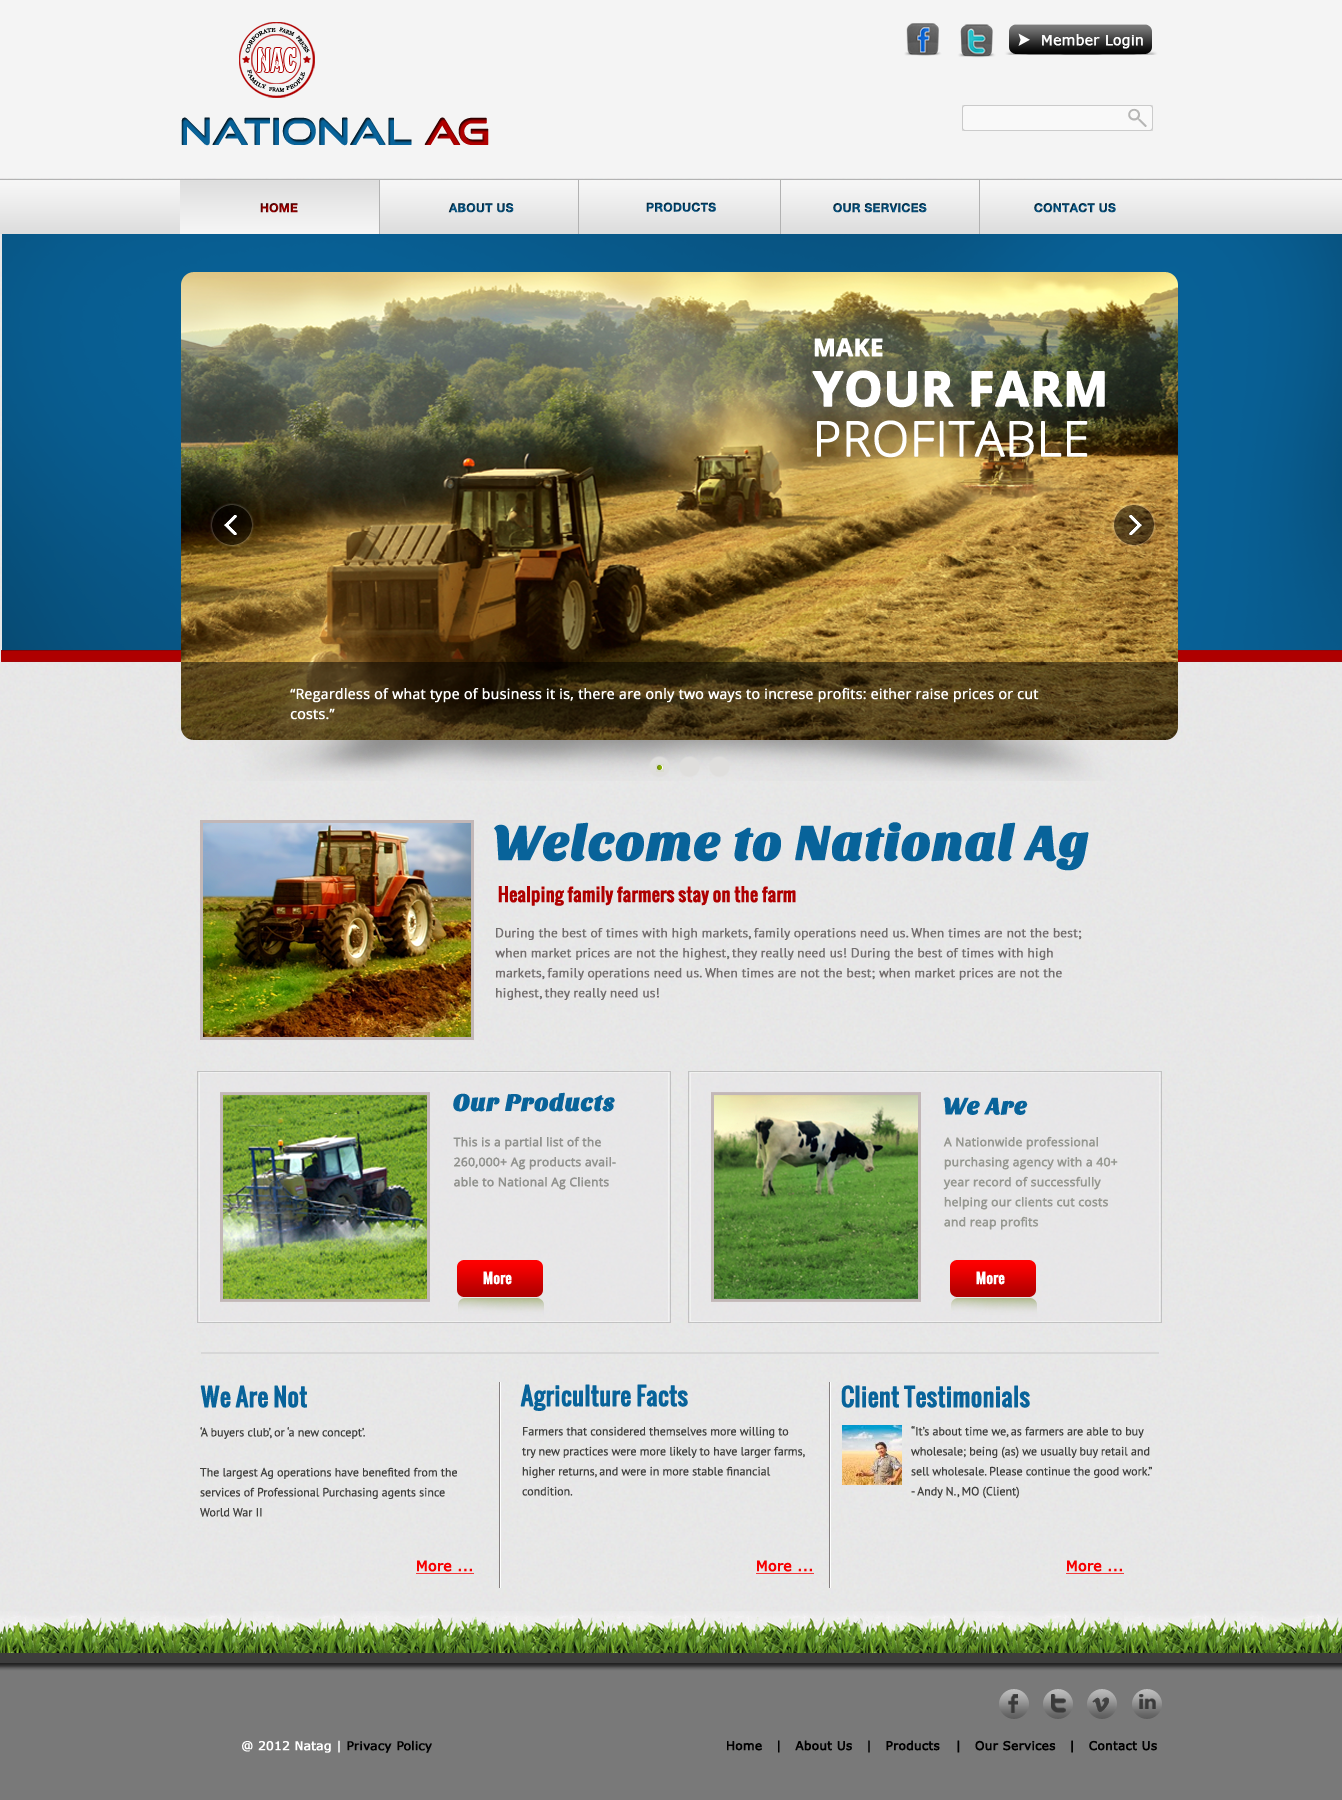 CORPORATE FARM PRICES
NAC
FAMILY FRAM PEOPLE
NATIONAL AG
Member Login
HOME
ABOUT US
PRODUCTS
OUR SERVICES
CONTACT US
MAKE
YOUR FARM
PROFITABLE
“Regardless of what type of business it is, there are only two ways to increse profits: either raise prices or cut
costs.”
Welcome to National Ag
Healping family farmers stay on the farm
During the best of times with high markets, family operations need us. When times are not the best;
when market prices are not the highest, they really need us! During the best of times with high
markets, family operations need us. When times are not the best; when market prices are not the
highest, they really need us!
Our Products
This is a partial list of the
260,000+ Ag products avail-
able to National Ag Clients
More
We Are
A Nationwide professional
purchasing agency with a 40+
year record of successfully
helping our clients cut costs
and reap profits
More
We Are Not
‘A buyers club’, or ‘a new concept’.
The largest Ag operations have benefited from the
services of Professional Purchasing agents since
World War II
More ...
Agriculture Facts
Farmers that considered themselves more willing to
try new practices were more likely to have larger farms,
higher returns, and were in more stable financial
condition.
More ...
Client Testimonials
“It’s about time we, as farmers are able to buy
wholesale; being (as) we usually buy retail and
sell wholesale. Please continue the good work.”
- Andy N., MO (Client)
More ...
@ 2012 Natag | Privacy Policy
Home | About Us | Products | Our Services | Contact Us